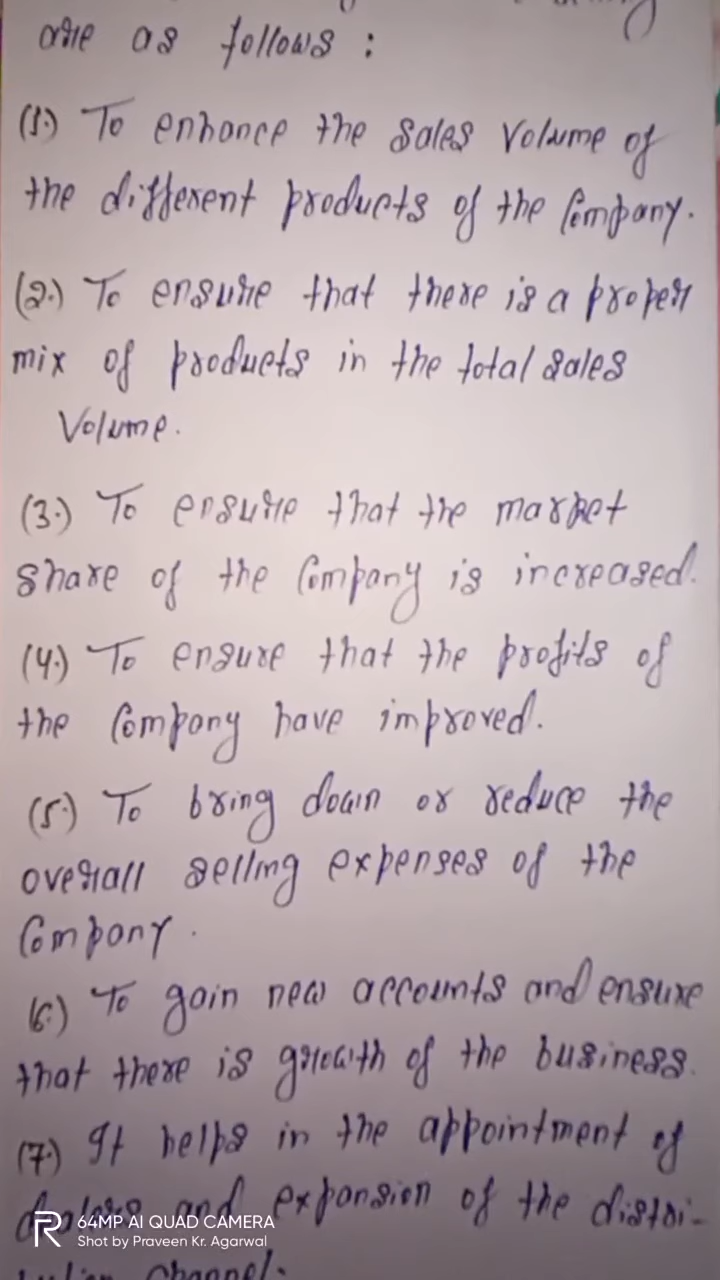 are as follows :
(1.) To enhance the sales volume of
the different products of the Company.
(2.) To ensure that there is a proper
mix of products in the total sales
Volume.
(3.) To ensure that the market
share of the Company is increased.
(4.) To ensure that the profits of
the Company have improved.
(5.) To bring down or reduce the
overall selling expenses of the
Company.
(6.) To gain new accounts and ensure
that there is growth of the business.
(7.) It helps in the appointment of
dealers and expansion of the distri-
channel.
64MP AI QUAD CAMERA
Shot by Praveen Kr. Agarwal